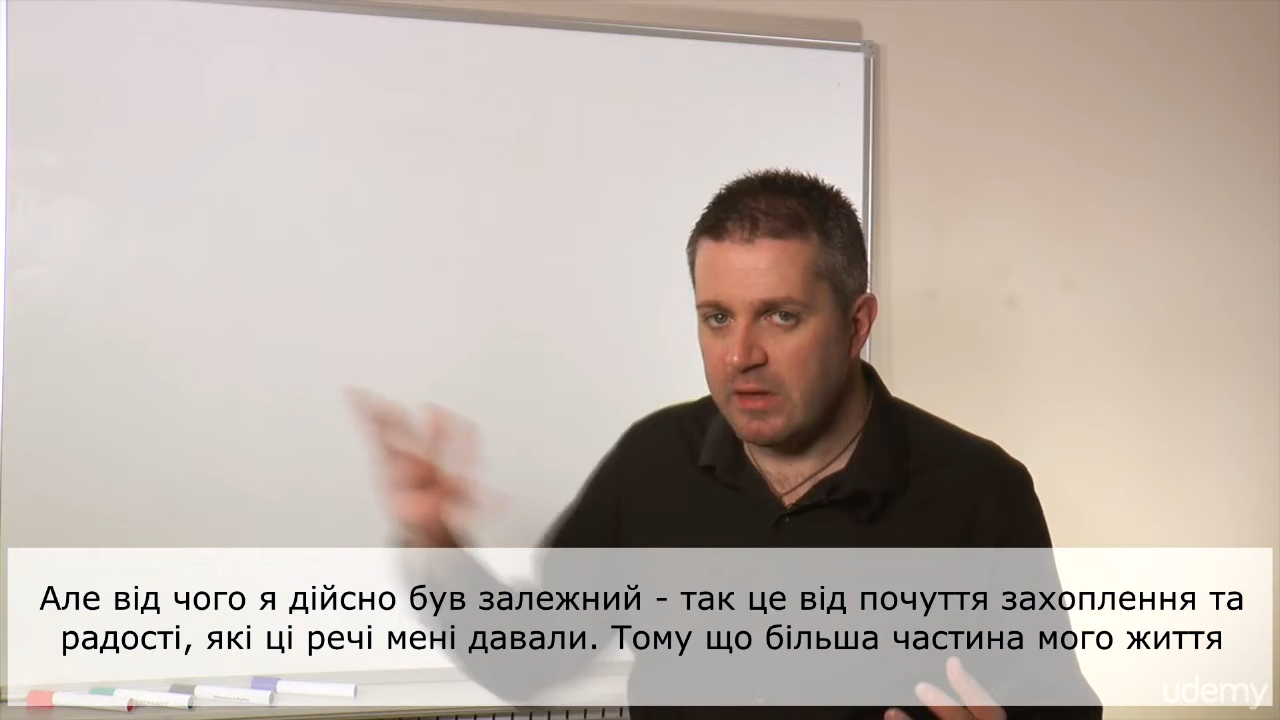 Але від чого я дійсно був залежний - так це від почуття захоплення та
радості, які ці речі мені давали. Тому що більша частина мого життя
udemy